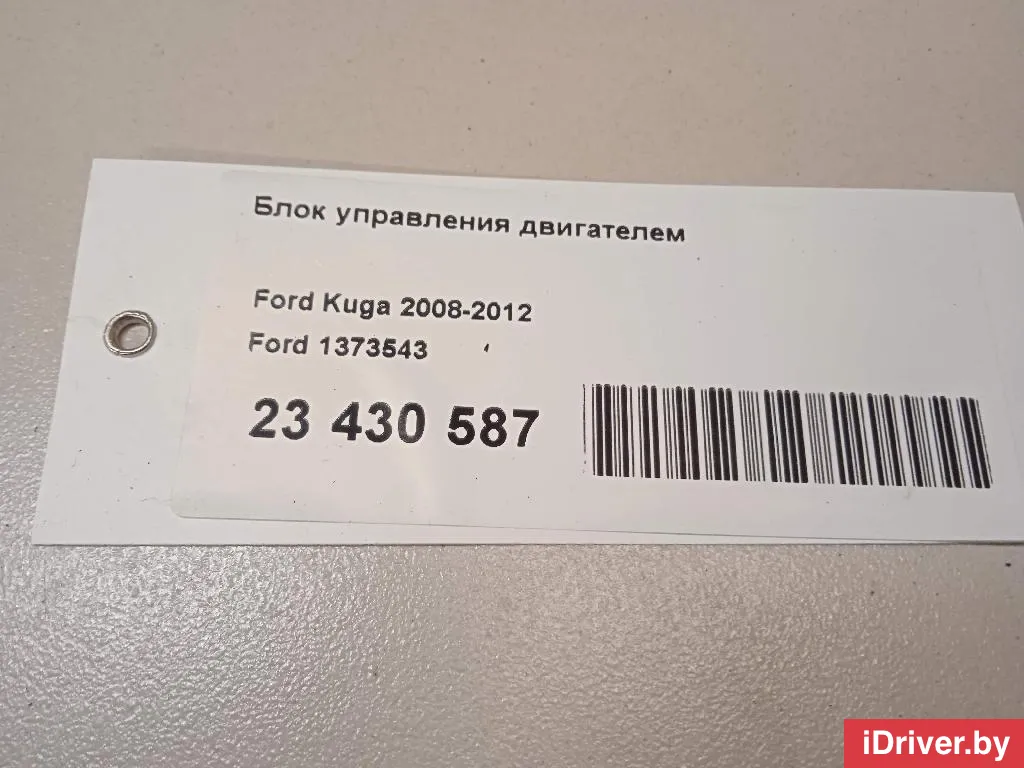 Блок управления двигателем
Ford Kuga 2008-2012
Ford 1373543
23 430 587
iDriver.by